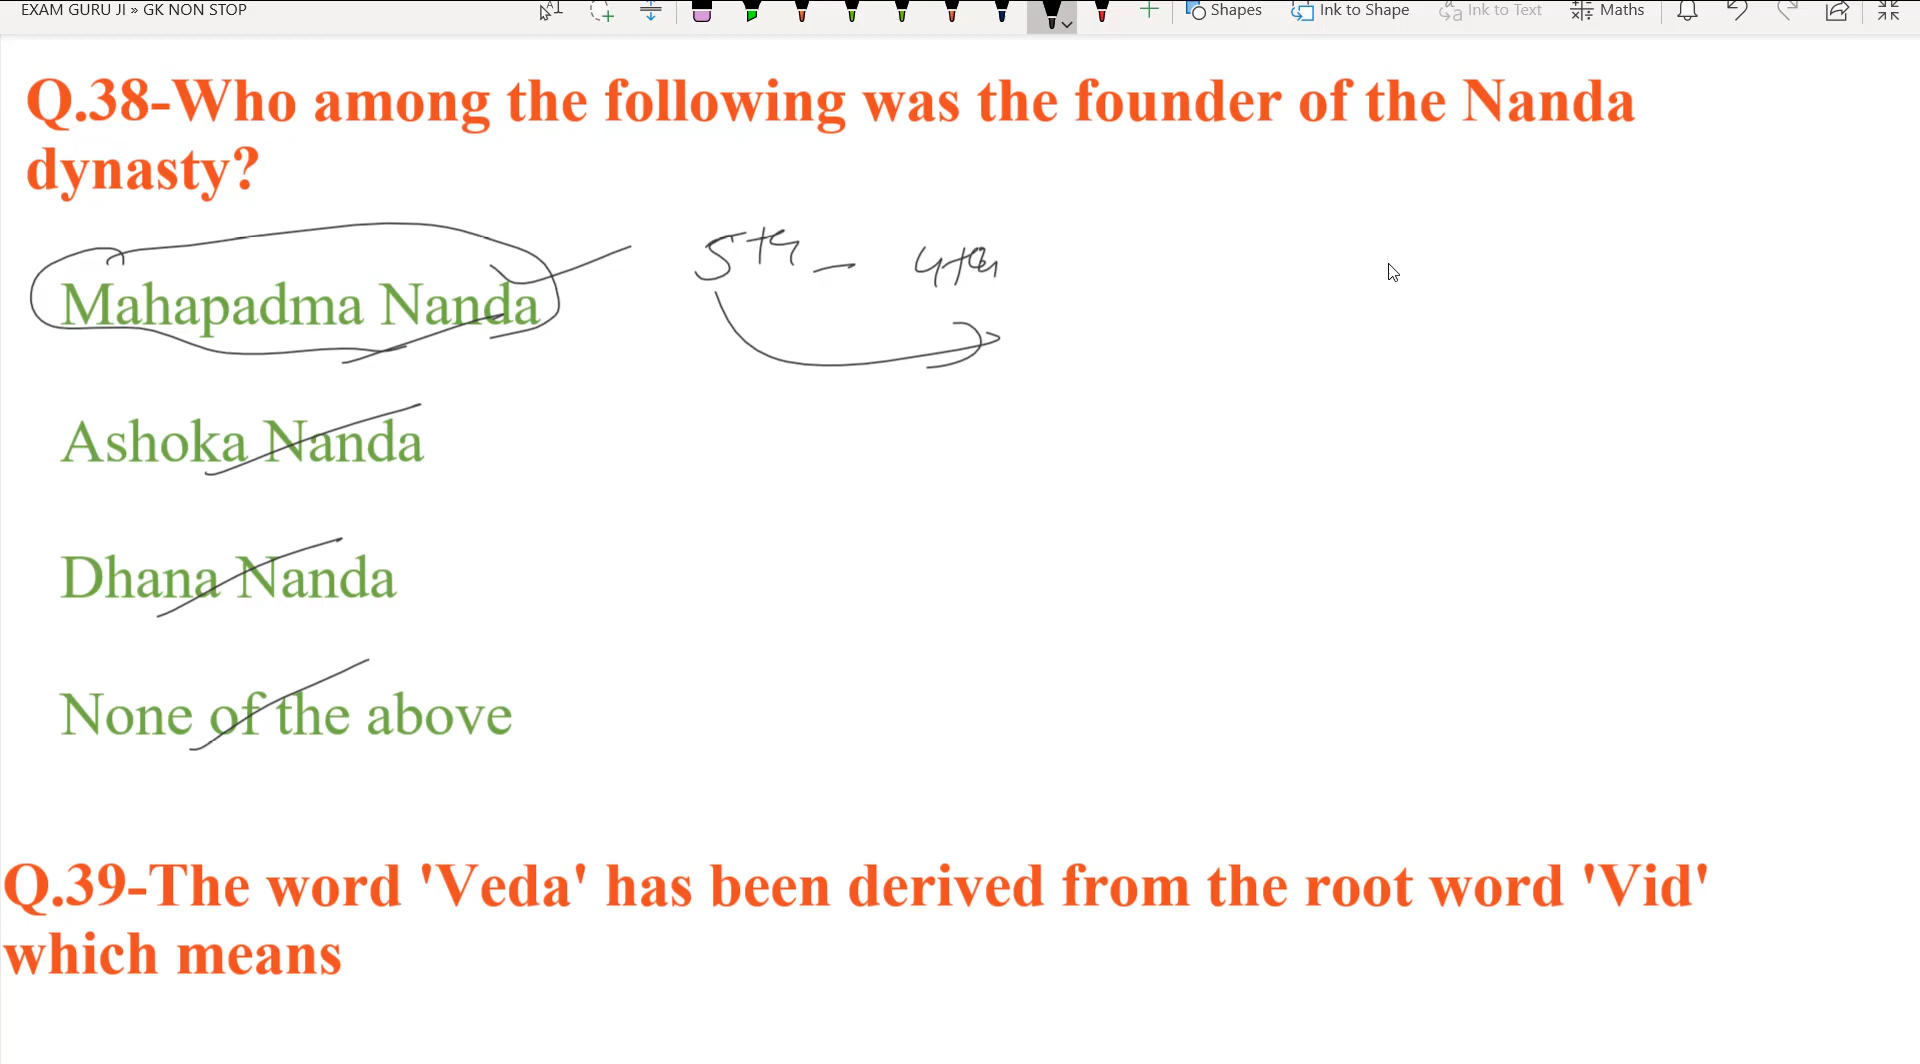 EXAM GURU JI » GK NON STOP
Shapes Ink to Shape Ink to Text Maths
Q.38-Who among the following was the founder of the Nanda
dynasty?
5th - 4th
Mahapadma Nanda
Ashoka Nanda
Dhana Nanda
None of the above
Q.39-The word 'Veda' has been derived from the root word 'Vid'
which means